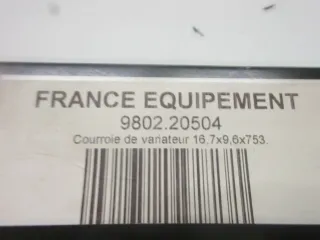 FRANCE EQUIPEMENT
9802.20504
Courroie de variateur 16,7x9,6x753.